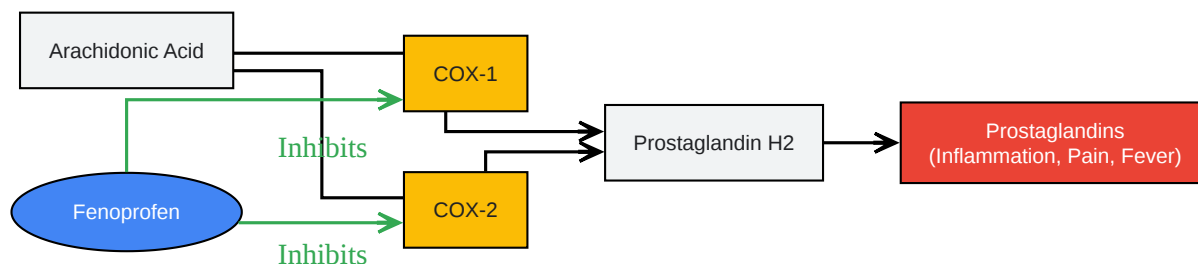 Arachidonic Acid
COX-1
Inhibits
Prostaglandin H2
Prostaglandins
(Inflammation, Pain, Fever)
Fenoprofen
COX-2
Inhibits